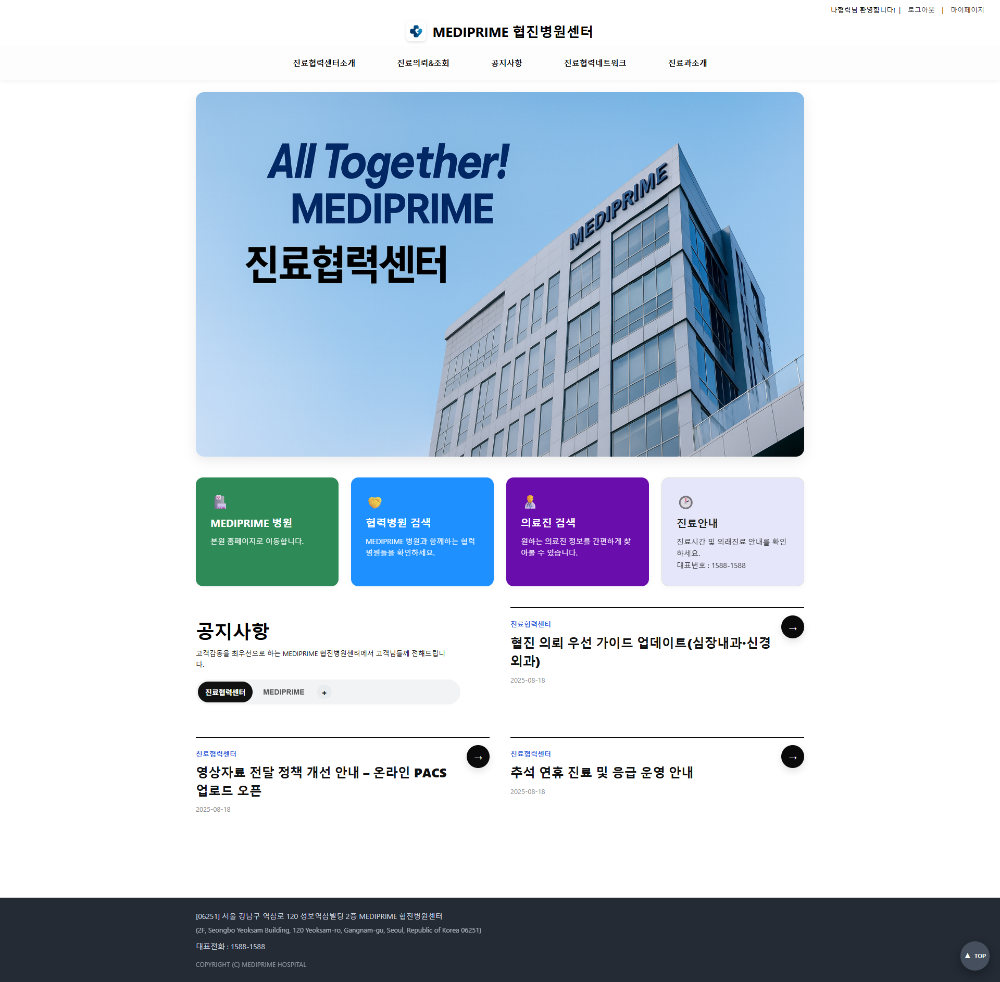 나협력님 환영합니다! | 로그아웃 | 마이페이지
MEDIPRIME 협진병원센터
진료협력센터소개 진료의뢰&조회 공지사항 진료협력네트워크 진료과소개
All Together!
MEDIPRIME
진료협력센터
MEDIPRIME
MEDIPRIME 병원
본원 홈페이지로 이동합니다.
협력병원 검색
MEDIPRIME 병원과 함께하는 협력
병원들을 확인하세요.
의료진 검색
원하는 의료진 정보를 간편하게 찾
아볼 수 있습니다.
진료안내
진료시간 및 외래진료 안내를 확인
하세요.
대표번호 : 1588-1588
공지사항
고객감동을 최우선으로 하는 MEDIPRIME 협진병원센터에서 고객님들께 전해드립니
다.
진료협력센터 MEDIPRIME +
진료협력센터
→
협진 의뢰 우선 가이드 업데이트(심장내과·신경
외과)
2025-08-18
진료협력센터
→
영상자료 전달 정책 개선 안내 – 온라인 PACS
업로드 오픈
2025-08-18
진료협력센터
→
추석 연휴 진료 및 응급 운영 안내
2025-08-18
[06251] 서울 강남구 역삼로 120 성보역삼빌딩 2층 MEDIPRIME 협진병원센터
(2F, Seongbo Yeoksam Building, 120 Yeoksam-ro, Gangnam-gu, Seoul, Republic of Korea 06251)
대표전화 : 1588-1588
COPYRIGHT (C) MEDIPRIME HOSPITAL
▲ TOP